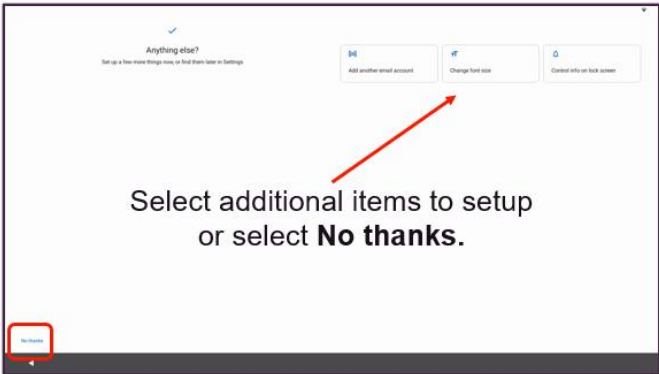 Anything else?
Set up a few more things now, or find them later in Settings
Add another email account
Change font size
Control info on lock screen
Select additional items to setup
or select No thanks.
No thanks